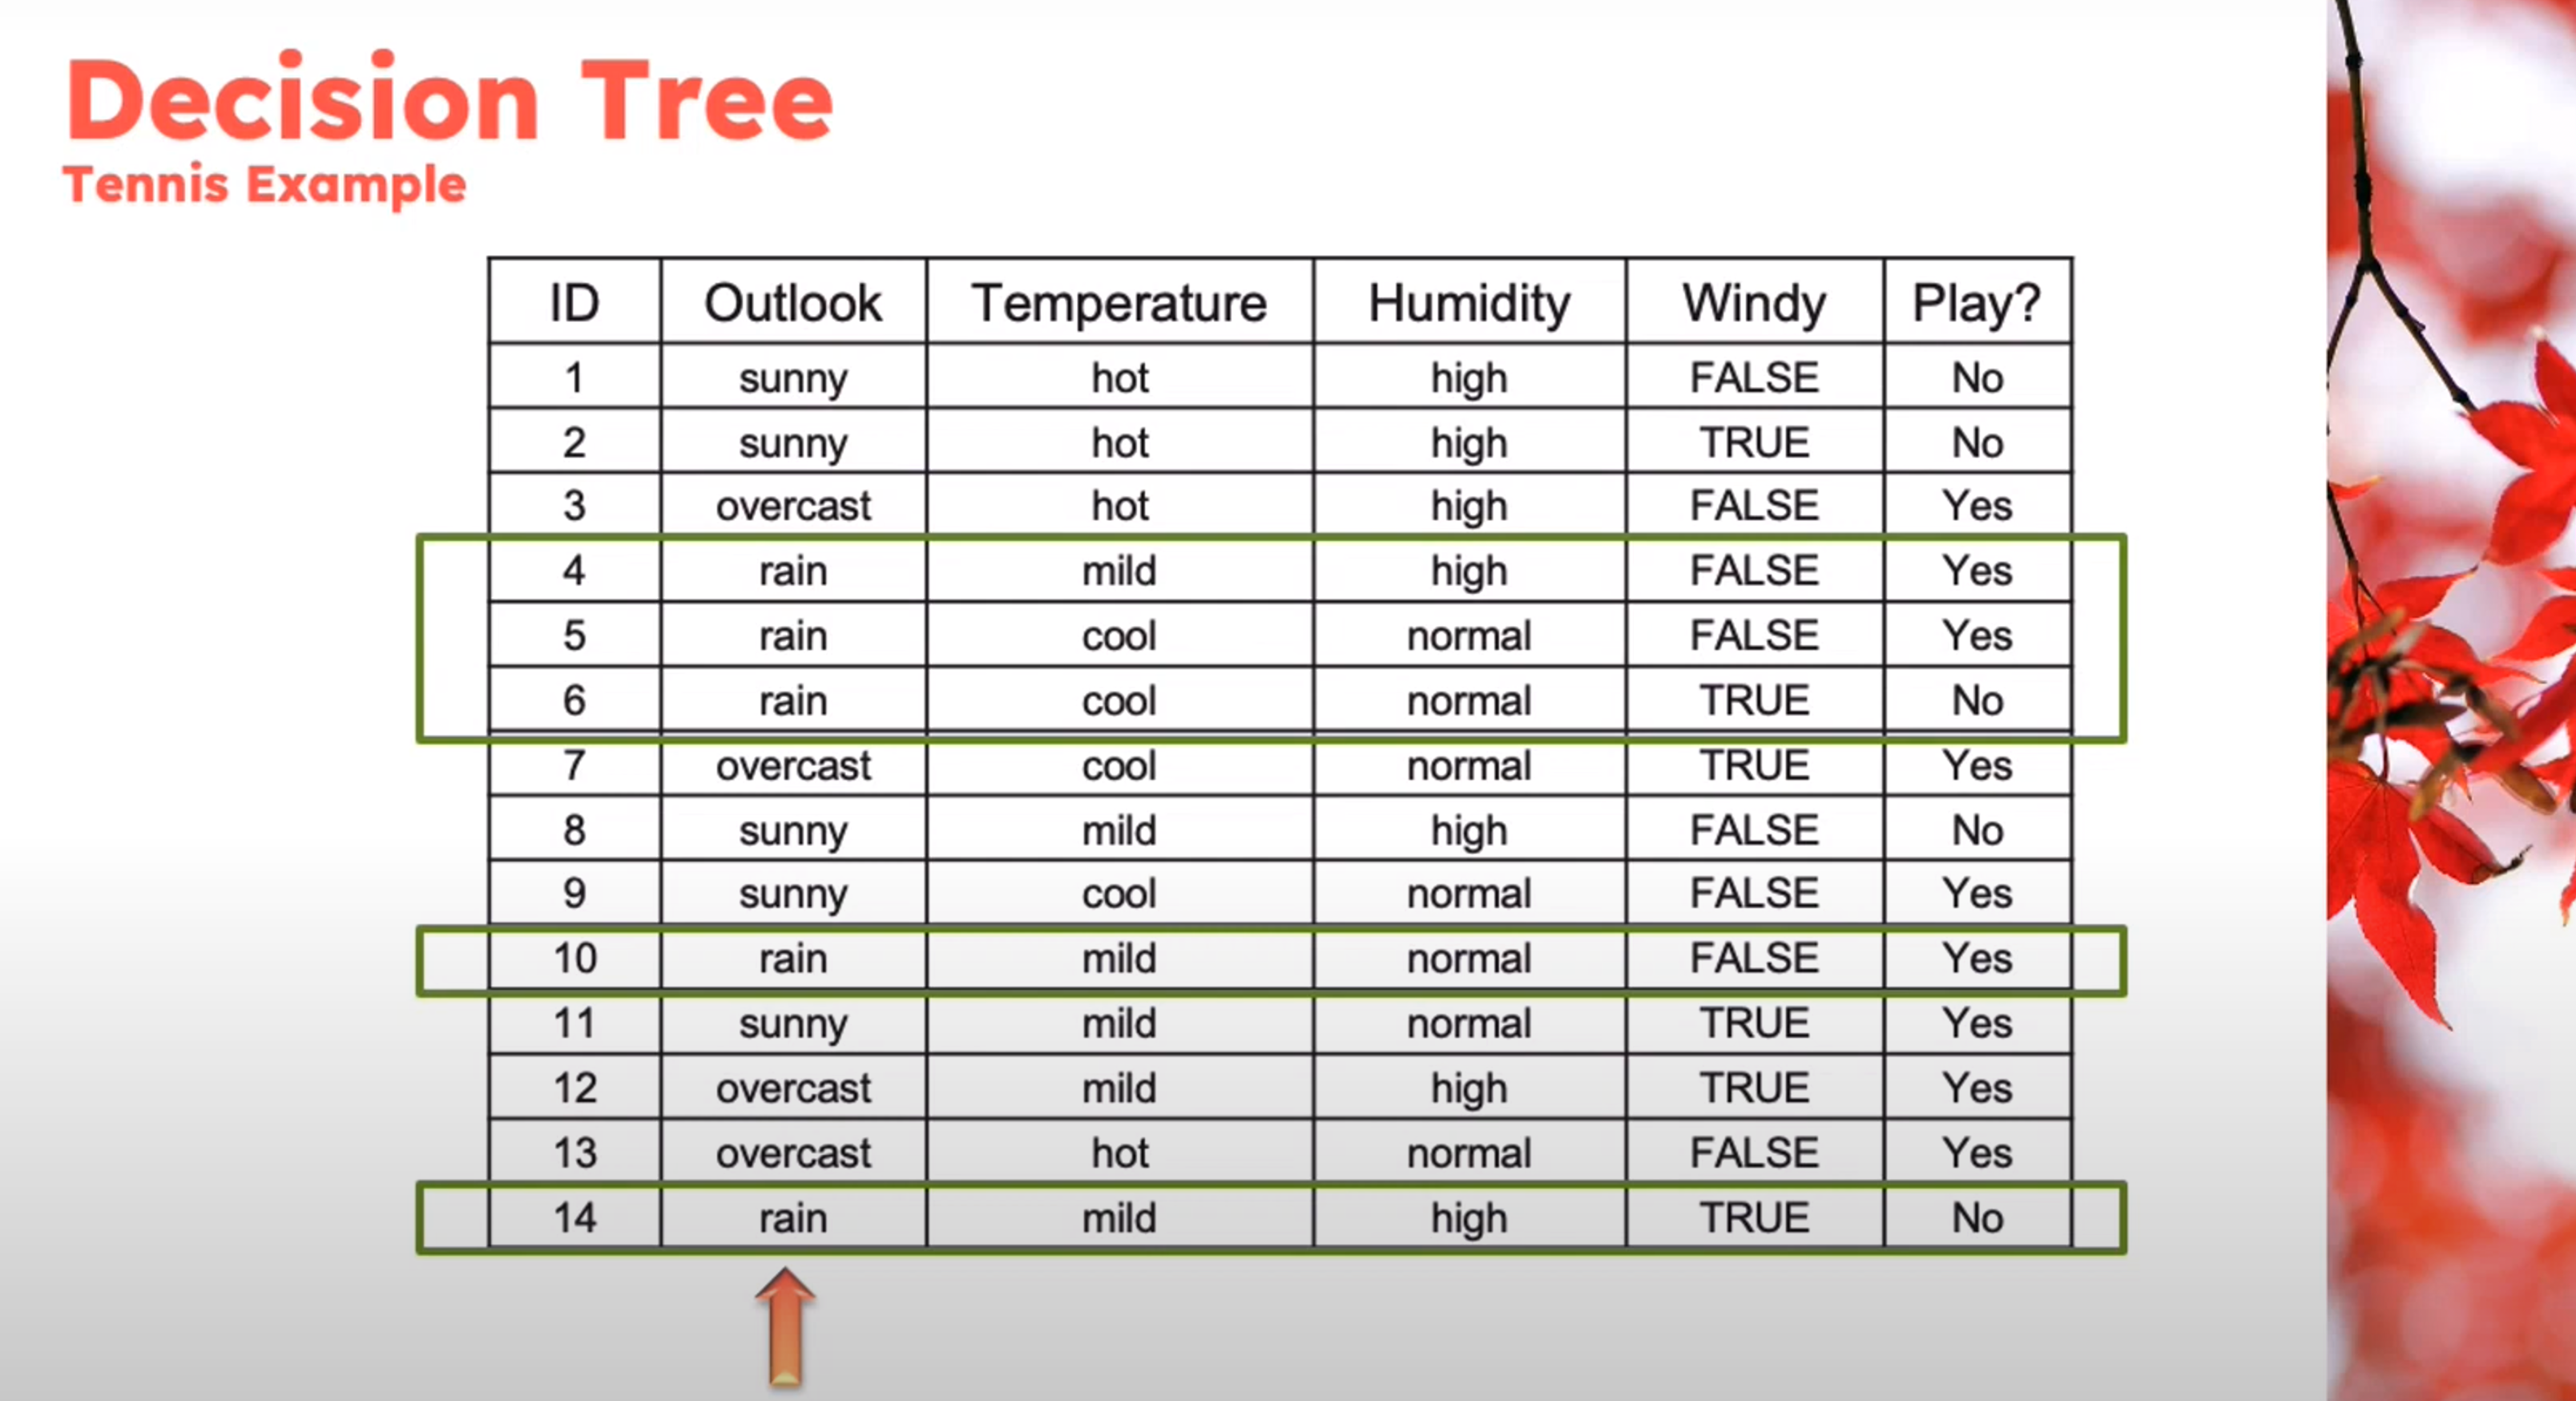 Decision Tree
Tennis Example
ID Outlook Temperature Humidity Windy Play?
1 sunny hot high FALSE No
2 sunny hot high TRUE No
3 overcast hot high FALSE Yes
4 rain mild high FALSE Yes
5 rain cool normal FALSE Yes
6 rain cool normal TRUE No
7 overcast cool normal TRUE Yes
8 sunny mild high FALSE No
9 sunny cool normal FALSE Yes
10 rain mild normal FALSE Yes
11 sunny mild normal TRUE Yes
12 overcast mild high TRUE Yes
13 overcast hot normal FALSE Yes
14 rain mild high TRUE No